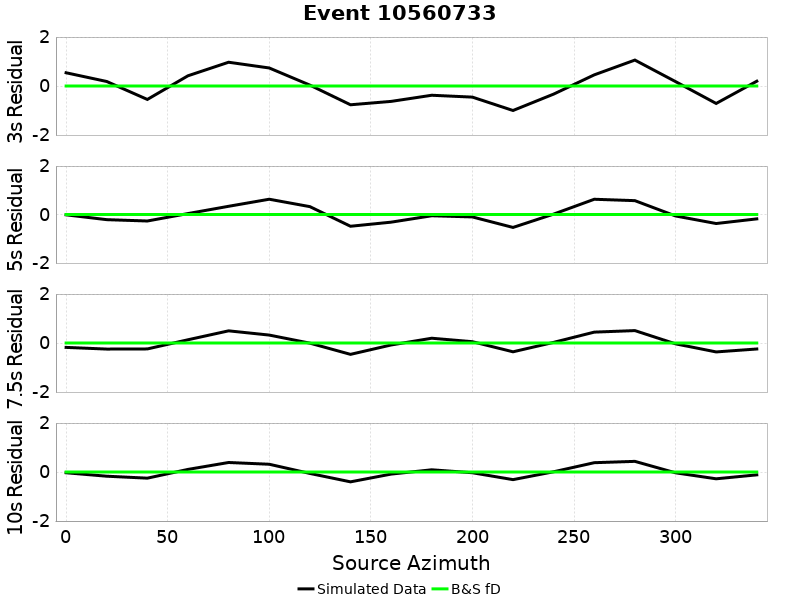 Event 10560733
3s Residual
2
0
-2
5s Residual
2
0
-2
7.5s Residual
2
0
-2
10s Residual
2
0
-2
0 50 100 150 200 250 300
Source Azimuth
Simulated Data B&S fD